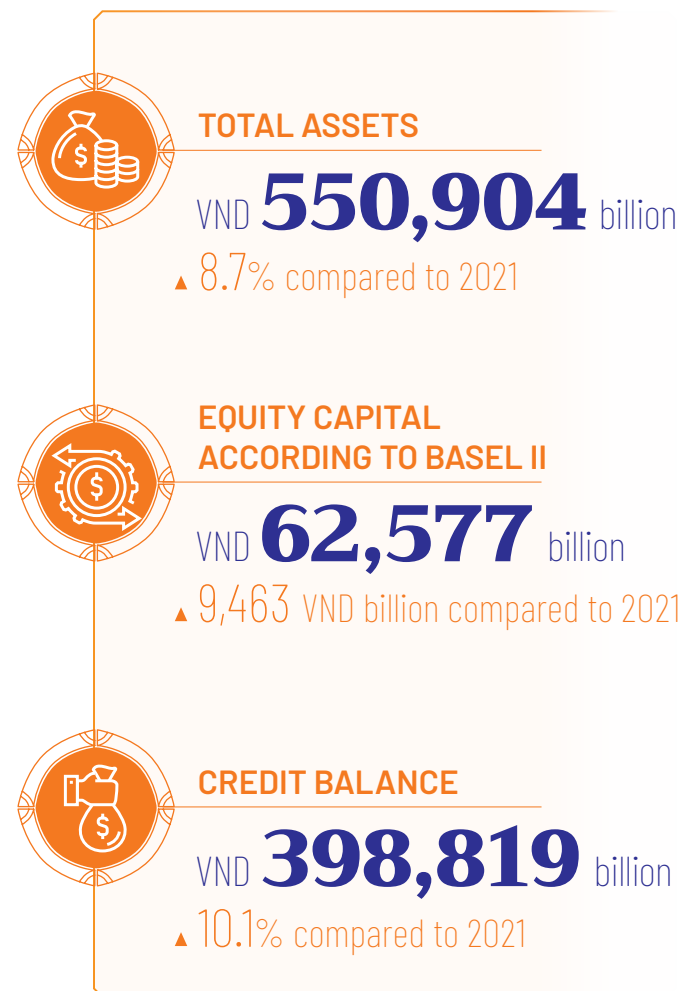 TOTAL ASSETS
VND 550,904 billion
▲ 8.7% compared to 2021
EQUITY CAPITAL
ACCORDING TO BASEL II
VND 62,577 billion
▲ 9,463 VND billion compared to 2021
CREDIT BALANCE
VND 398,819 billion
▲ 10.1% compared to 2021